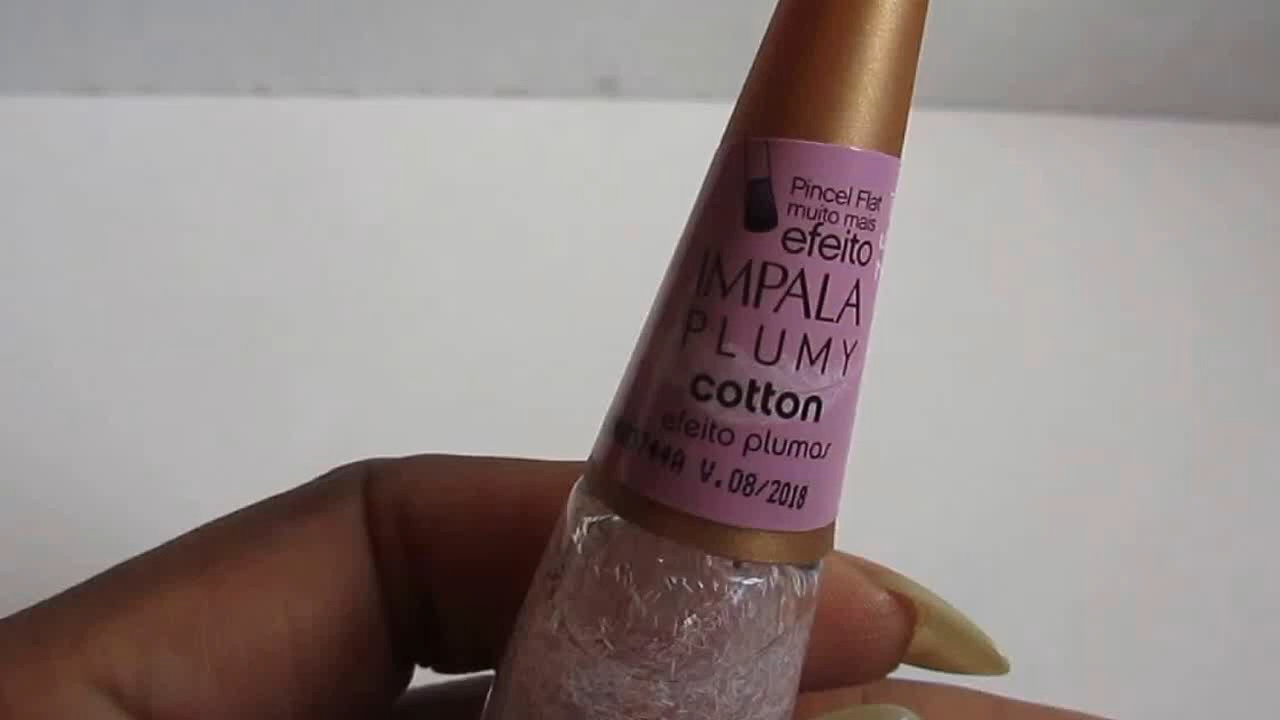 Pincel Flat
muito mais
efeito
IMPALA
PLUMY
cotton
efeito plumas
V.08/2018